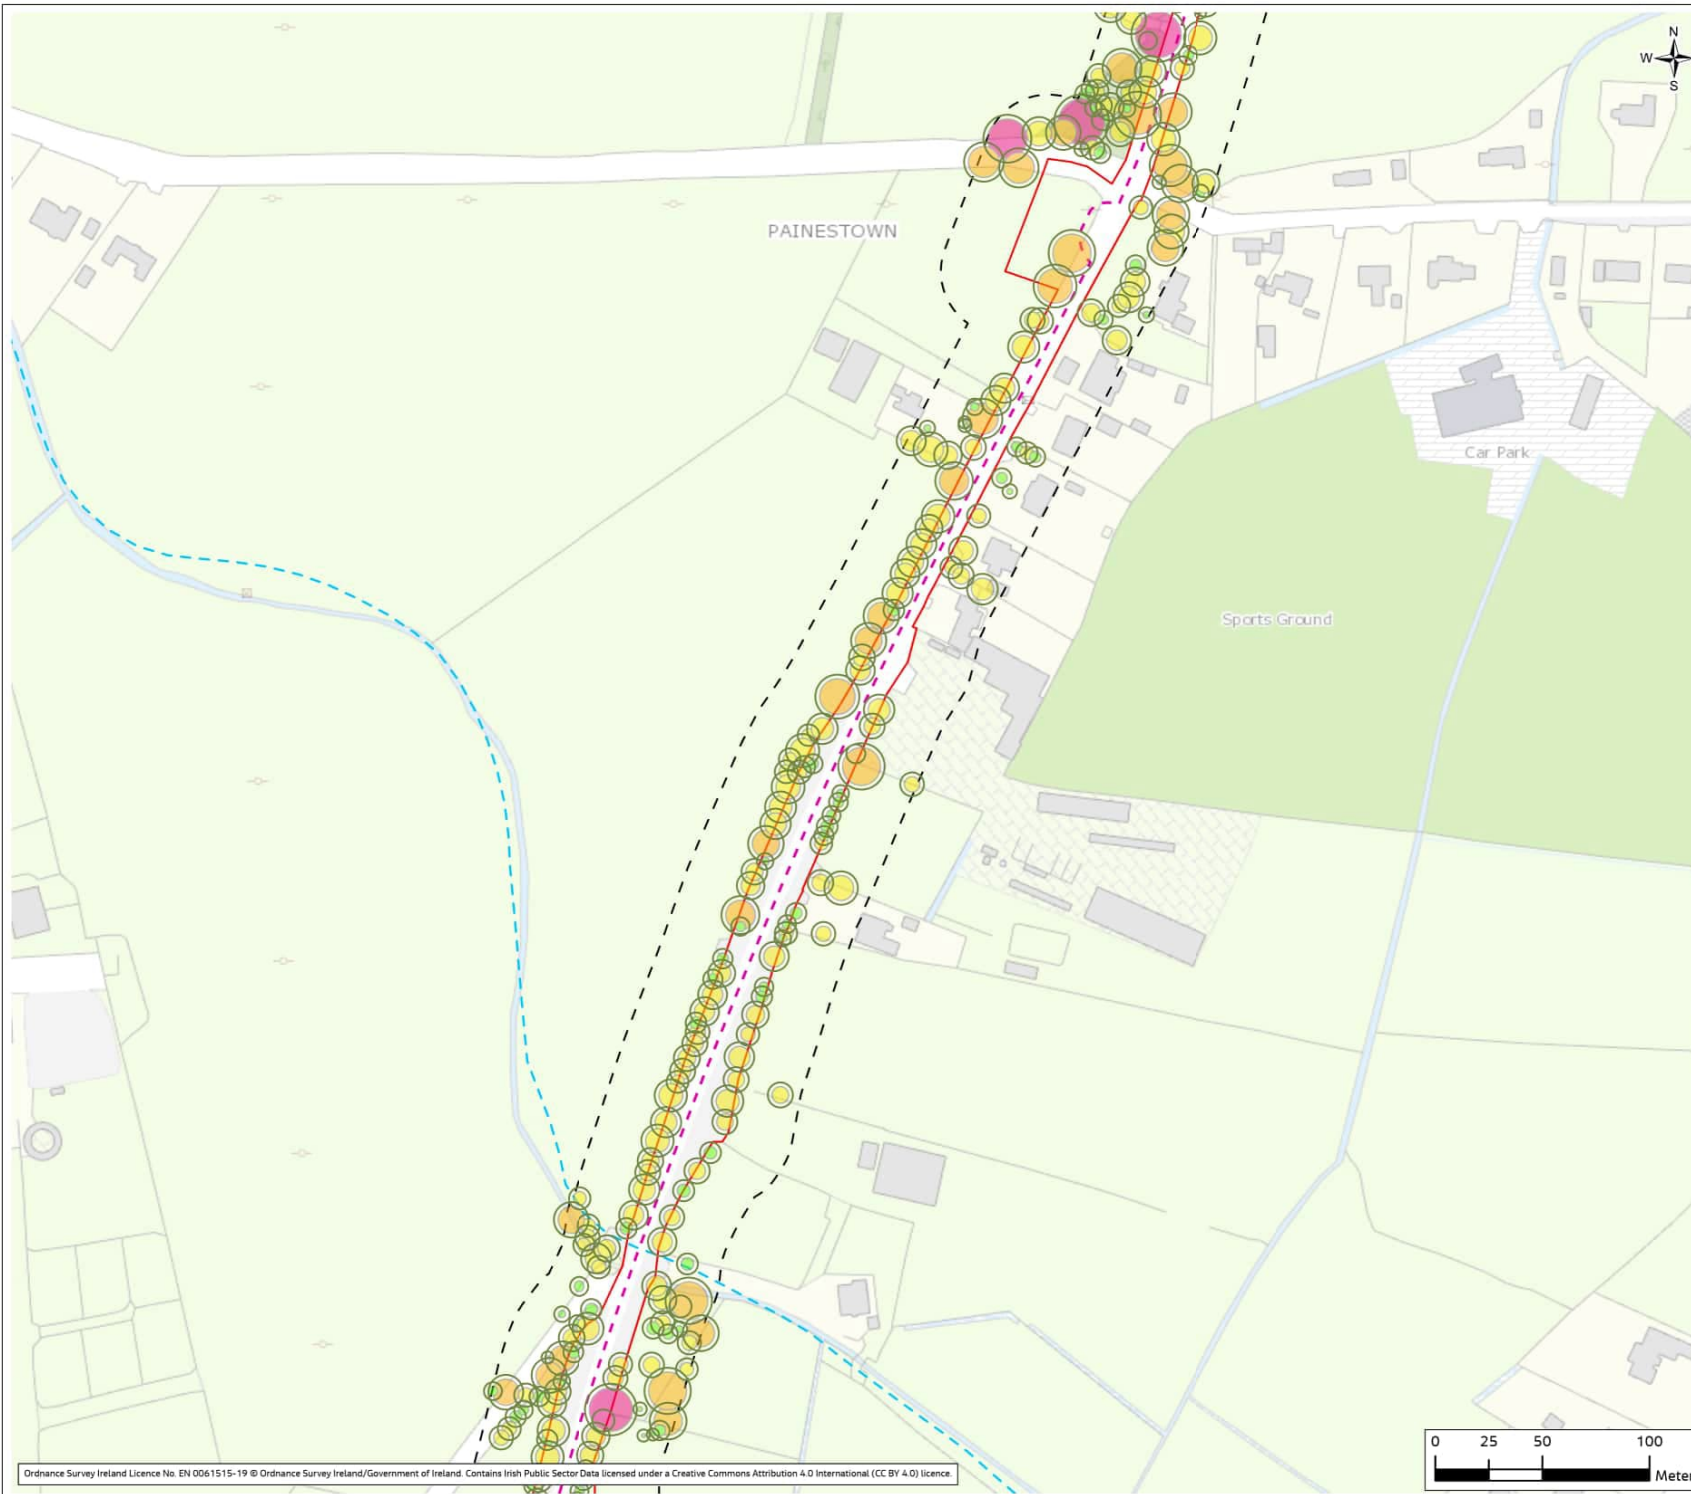 N
W
S
PAINESTOWN
Car Park
Sports Ground
0 25 50 100
Meter
Ordnance Survey Ireland Licence No. EN 0061515-19 © Ordnance Survey Ireland/Government of Ireland. Contains Irish Public Sector Data licensed under a Creative Commons Attribution 4.0 International (CC BY 4.0) licence.